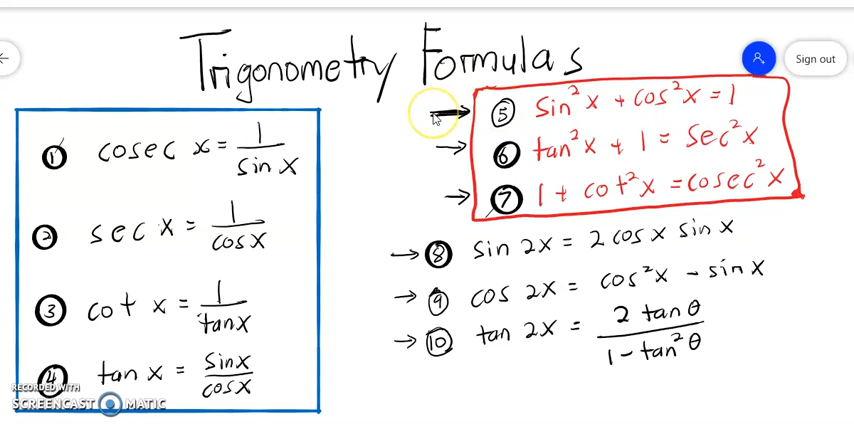 Trigonometry Formulas
Sign out
① cosec x = 1/sin x
② sec x = 1/cos x
③ cot x = 1/tan x
④ tan x = sin x/cos x
→ ⑤ sin²x + cos²x = 1
→ ⑥ tan²x + 1 = sec²x
→ ⑦ 1 + cot²x = cosec²x
→ ⑧ sin 2x = 2 cos x sin x
→ ⑨ cos 2x = cos²x - sin x
→ ⑩ tan 2x = 2 tan θ/1 - tan²θ
RECORDED WITH
SCREENCAST MATIC